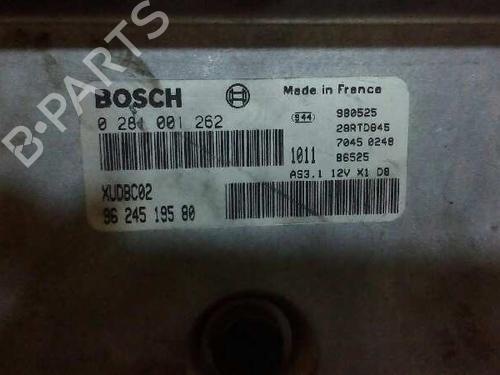 BOSCH
Made in France
0 281 001 262
944
980525
28RTD845
7045 0248
1011
86525
AS3.1 12V X1 D8
XUDBC02
96 245 195 80
B-PARTS